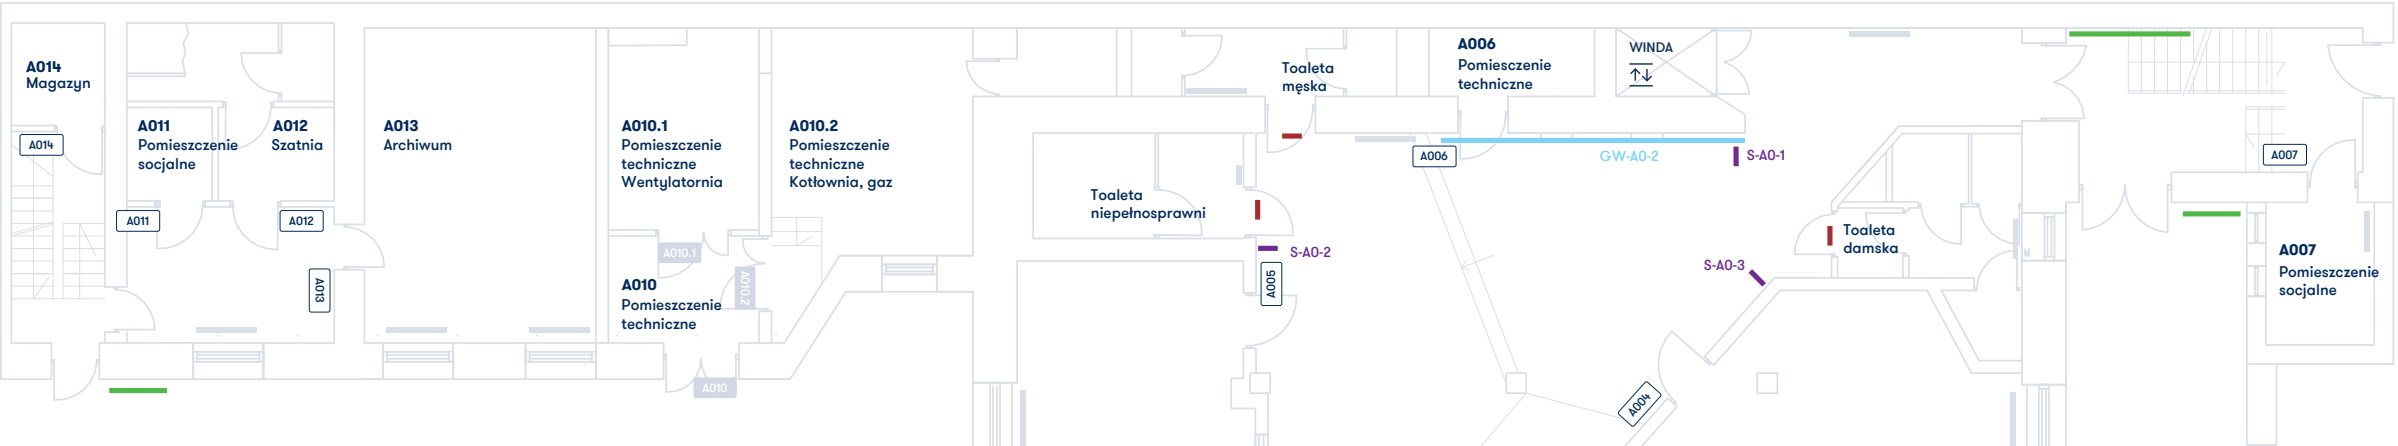 A014
Magazyn
A014
A011
Pomieszczenie
socjalne
A011
A012
Szatnia
A012
A013
A013
Archiwum
A010.1
Pomieszczenie
techniczne
Wentylatornia
A010.1
A010.2
A010
Pomieszczenie
techniczne
A010
A010.2
Pomieszczenie
techniczne
Kotłownia, gaz
Toaleta
niepełnosprawni
Toaleta
męska
S-A0-2
A005
A006
Pomiesczenie
techniczne
A006
WINDA
GW-A0-2
S-A0-1
S-A0-3
A004
Toaleta
damska
A007
A007
Pomieszczenie
socjalne